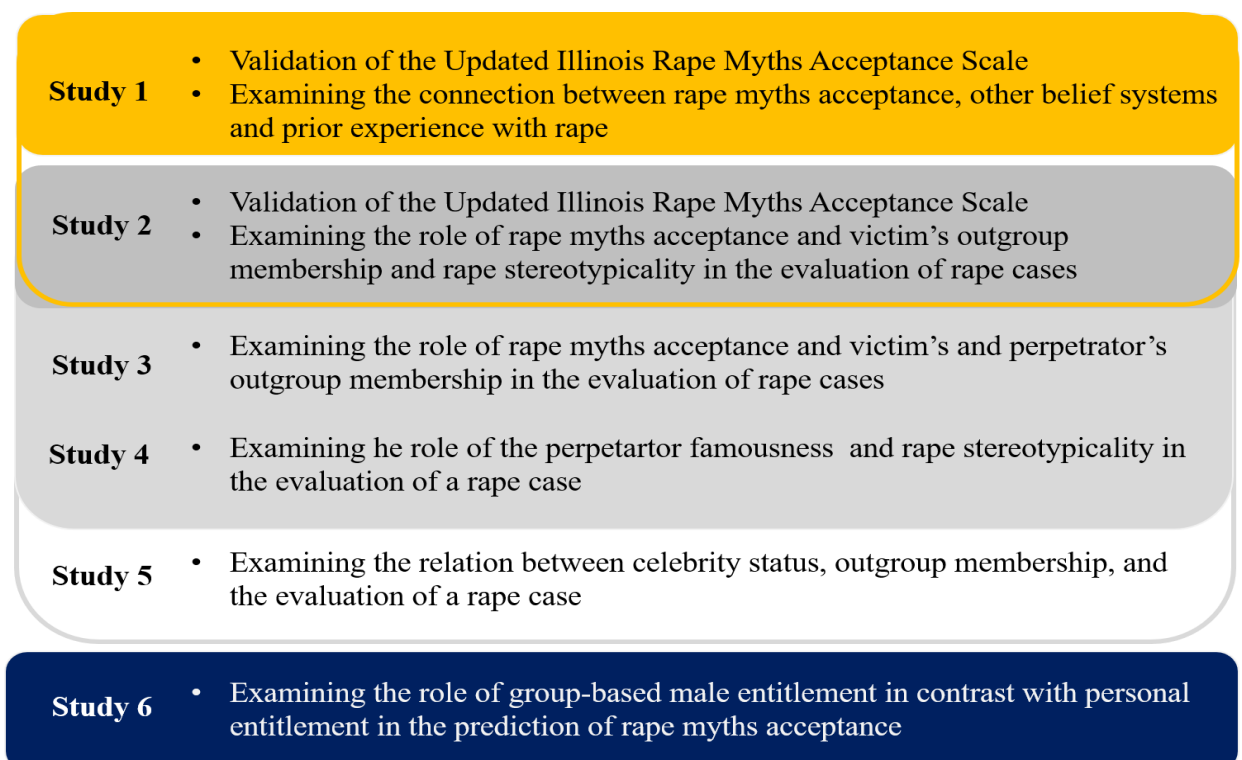 Study 1
• Validation of the Updated Illinois Rape Myths Acceptance Scale
• Examining the connection between rape myths acceptance, other belief systems
and prior experience with rape
Study 2
• Validation of the Updated Illinois Rape Myths Acceptance Scale
• Examining the role of rape myths acceptance and victim’s outgroup
membership and rape stereotypicality in the evaluation of rape cases
Study 3
• Examining the role of rape myths acceptance and victim’s and perpetrator’s
outgroup membership in the evaluation of rape cases
Study 4
• Examining he role of the perpetartor famousness  and rape stereotypicality in
the evaluation of a rape case
Study 5
• Examining the relation between celebrity status, outgroup membership, and
the evaluation of a rape case
Study 6
• Examining the role of group-based male entitlement in contrast with personal
entitlement in the prediction of rape myths acceptance